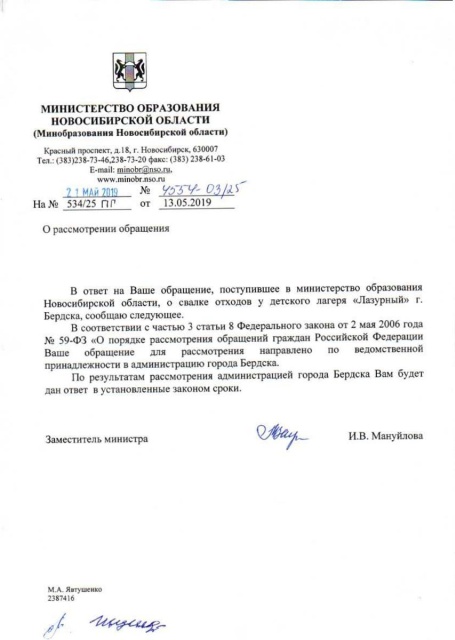 МИНИСТЕРСТВО ОБРАЗОВАНИЯ
НОВОСИБИРСКОЙ ОБЛАСТИ
(Минобразования Новосибирской области)
Красный проспект, д.18, г. Новосибирск, 630007
Тел.: (383)238-73-46,238-73-20 факс: (383) 238-61-03
E-mail: minobr@nso.ru,
www.minobr.nso.ru
21 МАЙ 2019 № 4554-03/25
На № 534/25 ПГ от 13.05.2019
О рассмотрении обращения
В ответ на Ваше обращение, поступившее в министерство образования
Новосибирской области, о свалке отходов у детского лагеря «Лазурный» г.
Бердска, сообщаю следующее.
В соответствии с частью 3 статьи 8 Федерального закона от 2 мая 2006 года
№ 59-ФЗ «О порядке рассмотрения обращений граждан Российской Федерации
Ваше обращение для рассмотрения направлено по ведомственной
принадлежности в администрацию города Бердска.
По результатам рассмотрения администрацией города Бердска Вам будет
дан ответ в установленные законом сроки.
Заместитель министра И.В. Мануйлова
М.А. Явтушенко
2387416